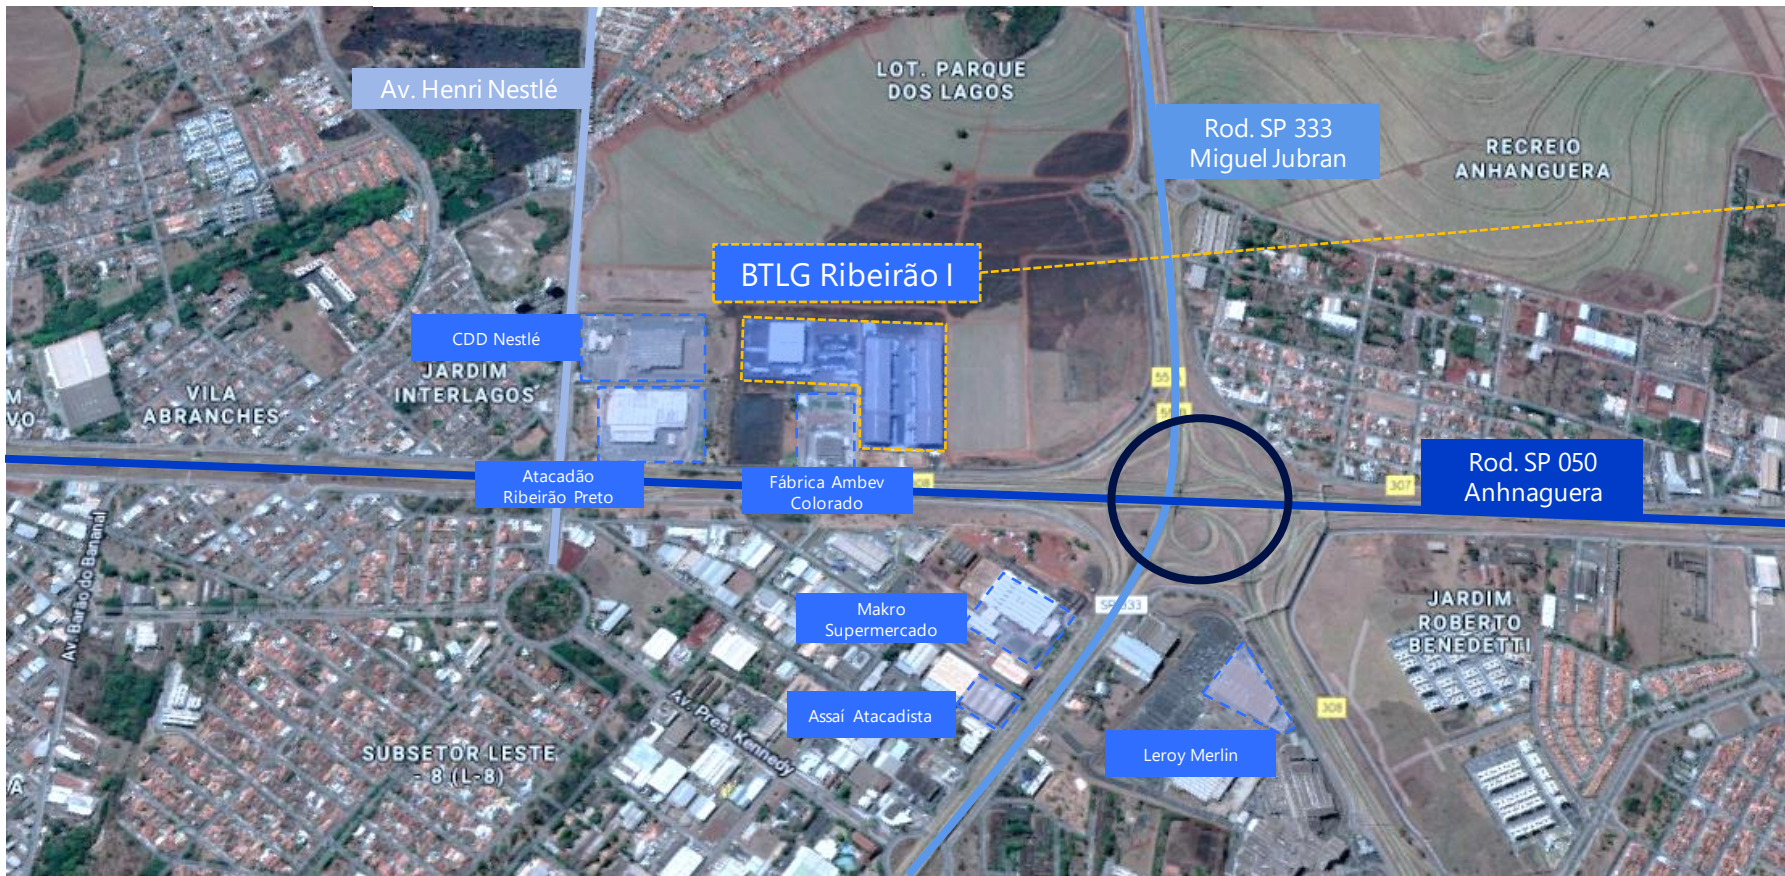 Av. Henri Nestlé
LOT. PARQUE
DOS LAGOS
Rod. SP 333
Miguel Jubran
RECREIO
ANHANGUERA
BTLG Ribeirão I
CDD Nestlé
JARDIM
INTERLAGOS
VILA
ABRANCHES
Atacadão
Ribeirão Preto
Fábrica Ambev
Colorado
307
Rod. SP 050
Anhnaguera
Av. Barão do Bananal
Makro
Supermercado
JARDIM
ROBERTO
BENEDETTI
Av. Pres. Kennedy
Assaí Atacadista
308
SUBSETOR LESTE
- 8 (L-8)
Leroy Merlin